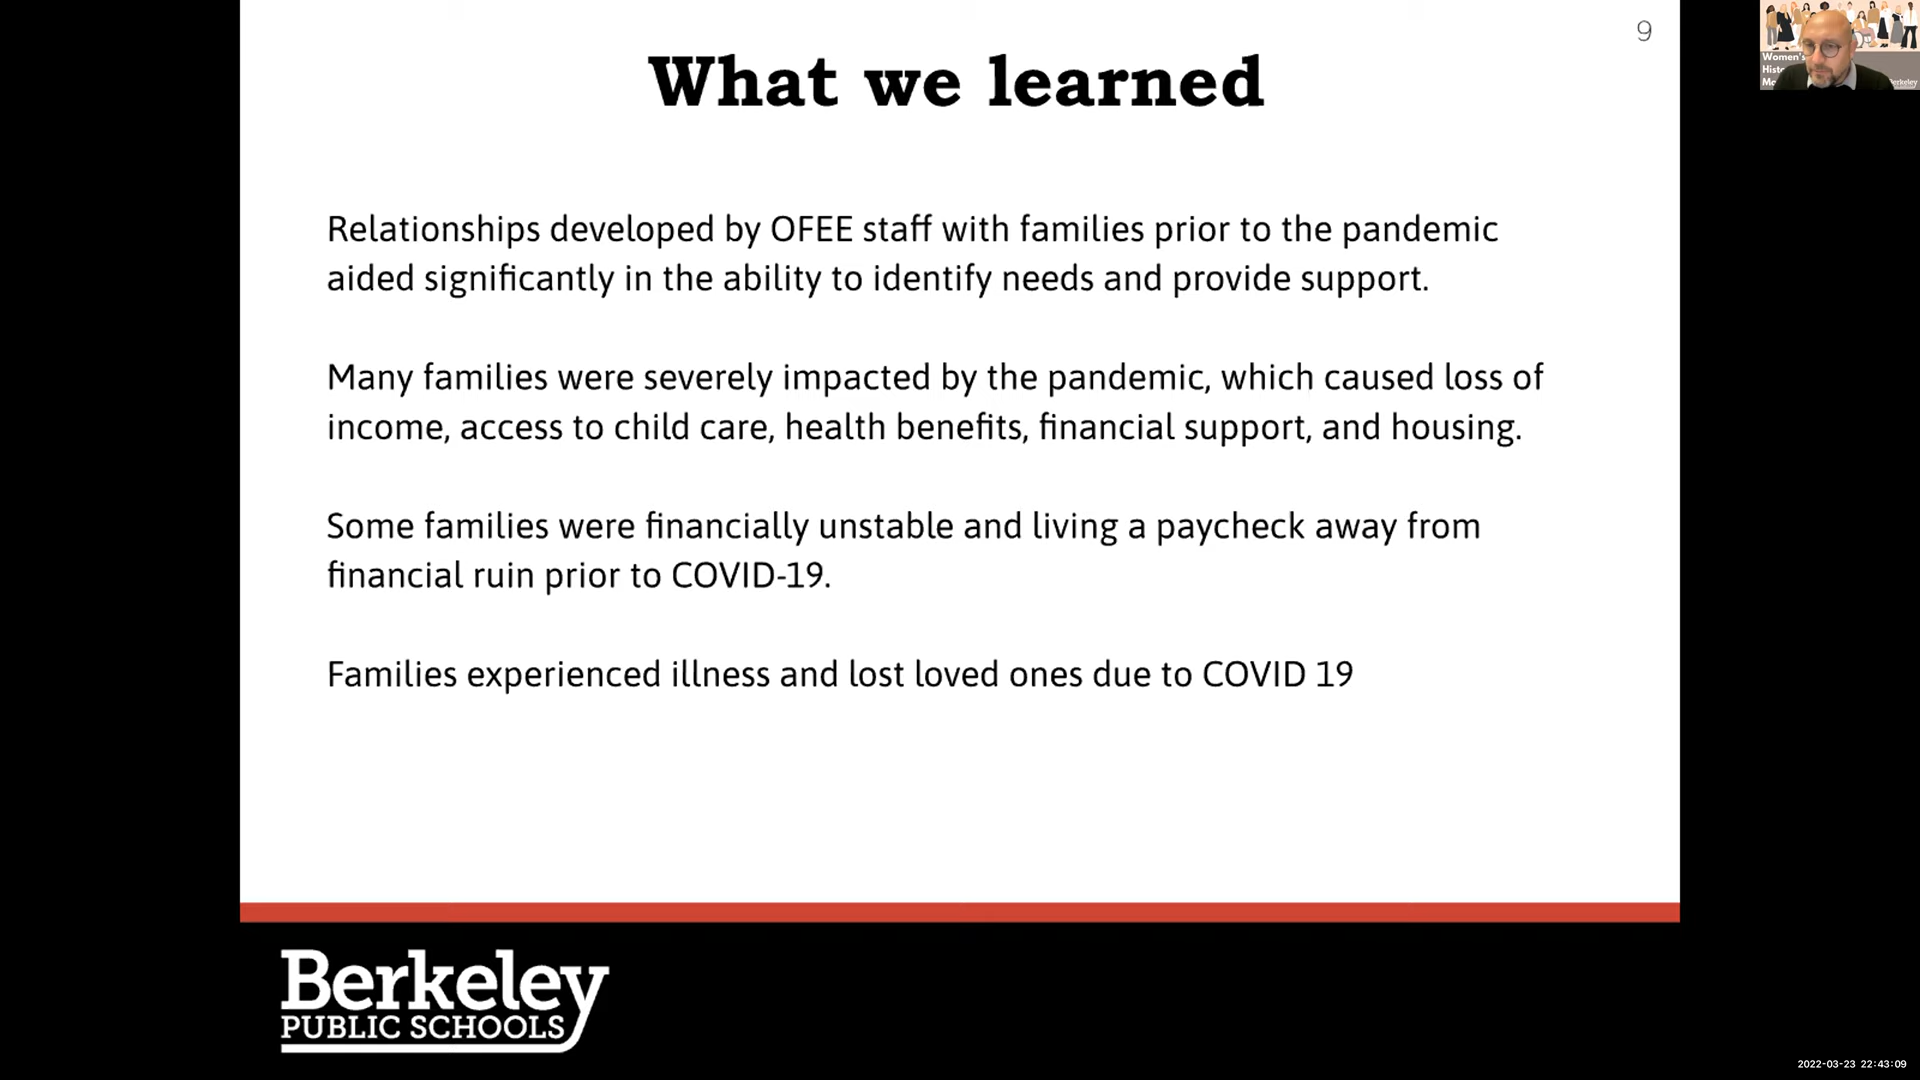 9
What we learned
Relationships developed by OFEE staff with families prior to the pandemic
aided significantly in the ability to identify needs and provide support.
Many families were severely impacted by the pandemic, which caused loss of
income, access to child care, health benefits, financial support, and housing.
Some families were financially unstable and living a paycheck away from
financial ruin prior to COVID-19.
Families experienced illness and lost loved ones due to COVID 19
Berkeley
PUBLIC SCHOOLS
Women's
2022-03-23 22:43:09